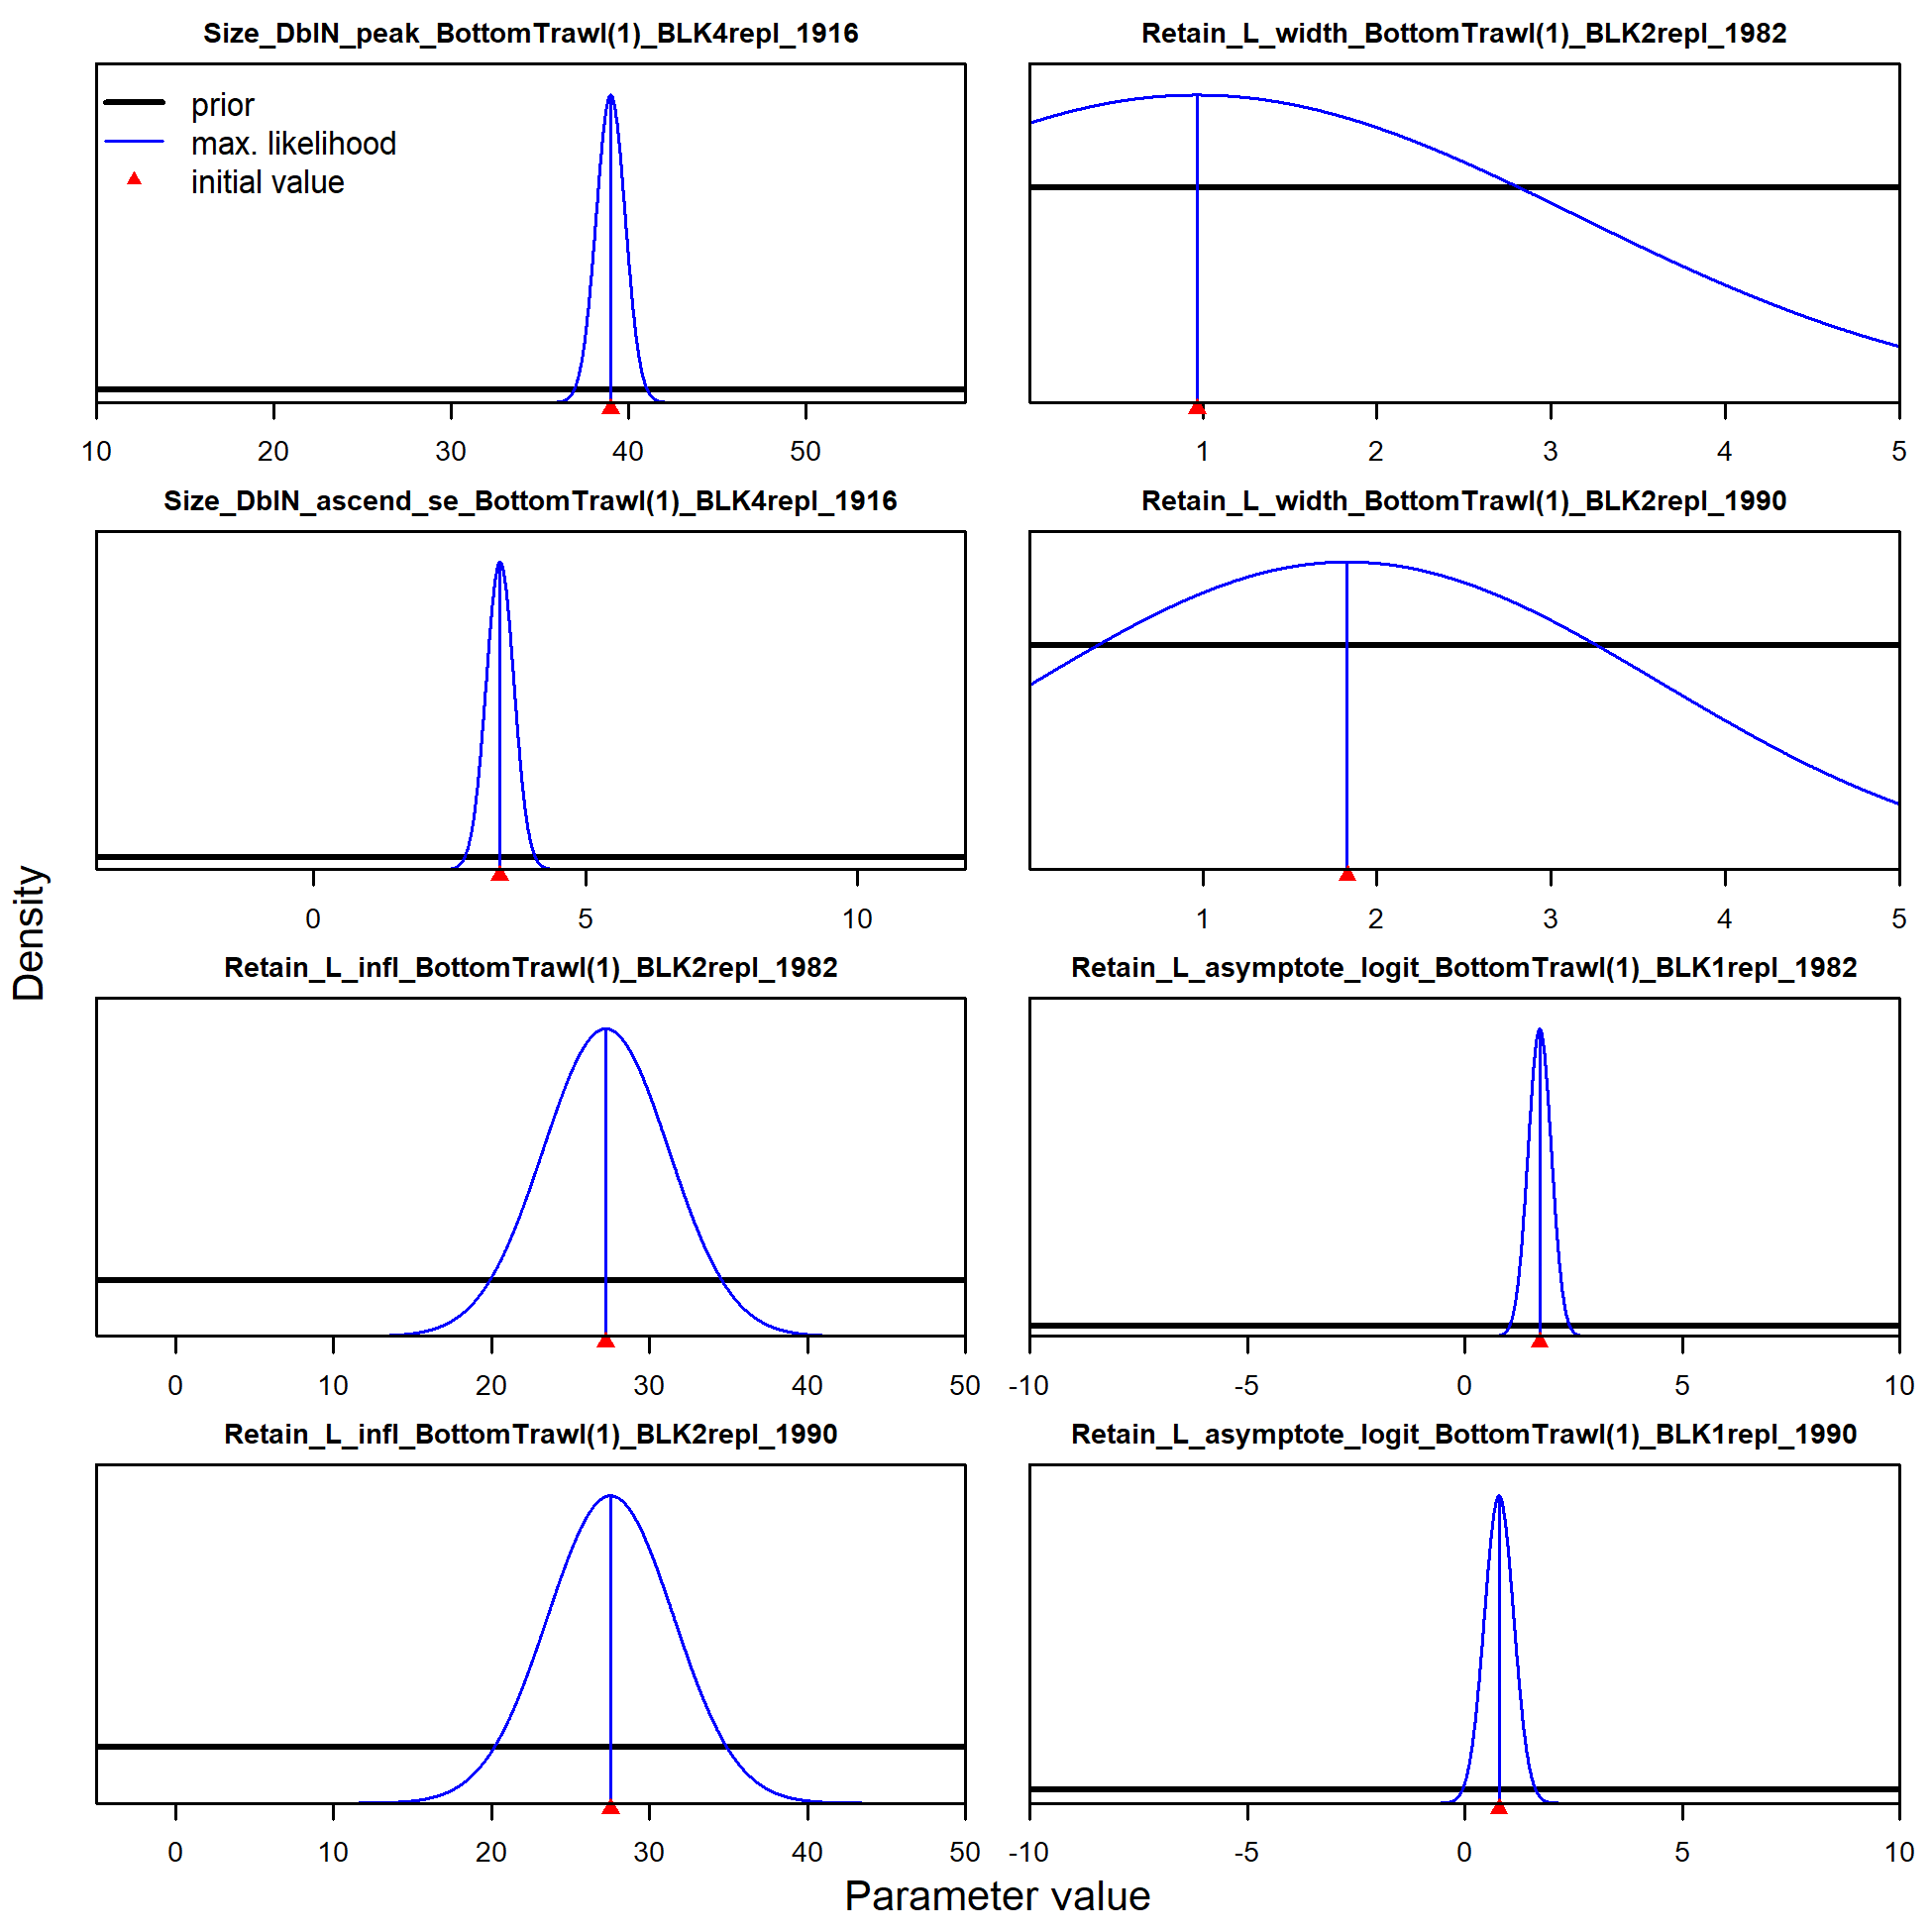 Size_DblN_peak_BottomTrawl(1)_BLK4repl_1916
prior
max. likelihood
initial value
10 20 30 40 50
Retain_L_width_BottomTrawl(1)_BLK2repl_1982
1 2 3 4 5
Size_DblN_ascend_se_BottomTrawl(1)_BLK4repl_1916
0 5 10
Retain_L_width_BottomTrawl(1)_BLK2repl_1990
1 2 3 4 5
Retain_L_infl_BottomTrawl(1)_BLK2repl_1982
0 10 20 30 40 50
Retain_L_asymptote_logit_BottomTrawl(1)_BLK1repl_1982
-10 -5 0 5 10
Retain_L_infl_BottomTrawl(1)_BLK2repl_1990
0 10 20 30 40 50
Retain_L_asymptote_logit_BottomTrawl(1)_BLK1repl_1990
-10 -5 0 5 10
Density
Parameter value